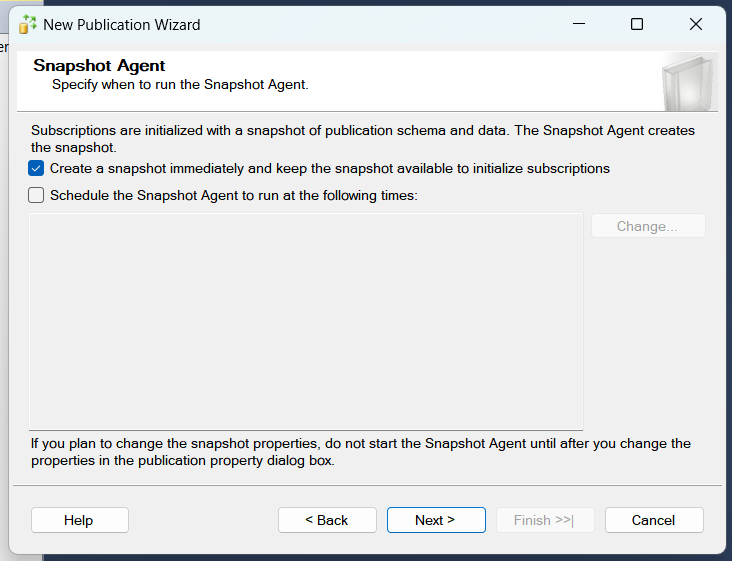 New Publication Wizard
er
Snapshot Agent
Specify when to run the Snapshot Agent.
Subscriptions are initialized with a snapshot of publication schema and data. The Snapshot Agent creates
the snapshot.
Create a snapshot immediately and keep the snapshot available to initialize subscriptions
Schedule the Snapshot Agent to run at the following times:
Change...
If you plan to change the snapshot properties, do not start the Snapshot Agent until after you change the
properties in the publication property dialog box.
Help
< Back
Next >
Finish >>|
Cancel